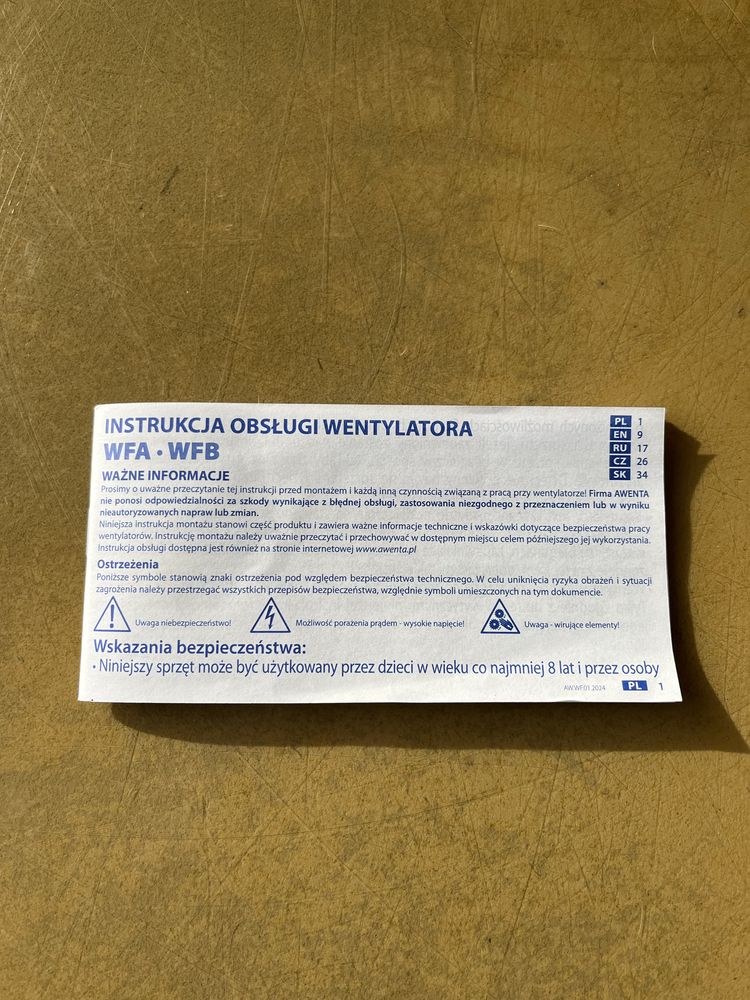 INSTRUKCJA OBSŁUGI WENTYLATORA
WFA • WFB
PL 1
EN 9
RU 17
CZ 26
SK 34
WAŻNE INFORMACJE
Prosimy o uważne przeczytanie tej instrukcji przed montażem i każdą inną czynnością związaną z pracą przy wentylatorze! Firma AWENTA
nie ponosi odpowiedzialności za szkody wynikające z błędnej obsługi, zastosowania niezgodnego z przeznaczeniem lub w wyniku
nieautoryzowanych napraw lub zmian.
Niniejsza instrukcja montażu stanowi część produktu i zawiera ważne informacje techniczne i wskazówki dotyczące bezpieczeństwa pracy
wentylatorów. Instrukcję montażu należy uważnie przeczytać i przechowywać w dostępnym miejscu celem późniejszego jej wykorzystania.
Instrukcja obsługi dostępna jest również na stronie internetowej www.awenta.pl
Ostrzeżenia
Poniższe symbole stanowią znaki ostrzeżenia pod względem bezpieczeństwa technicznego. W celu uniknięcia ryzyka obrażeń i sytuacji
zagrożenia należy przestrzegać wszystkich przepisów bezpieczeństwa, względnie symboli umieszczonych na tym dokumencie.
Uwaga niebezpieczeństwo! Możliwość porażenia prądem - wysokie napięcie! Uwaga - wirujące elementy!
Wskazania bezpieczeństwa:
• Niniejszy sprzęt może być użytkowany przez dzieci w wieku co najmniej 8 lat i przez osoby
AW.WF.01.2024 PL 1